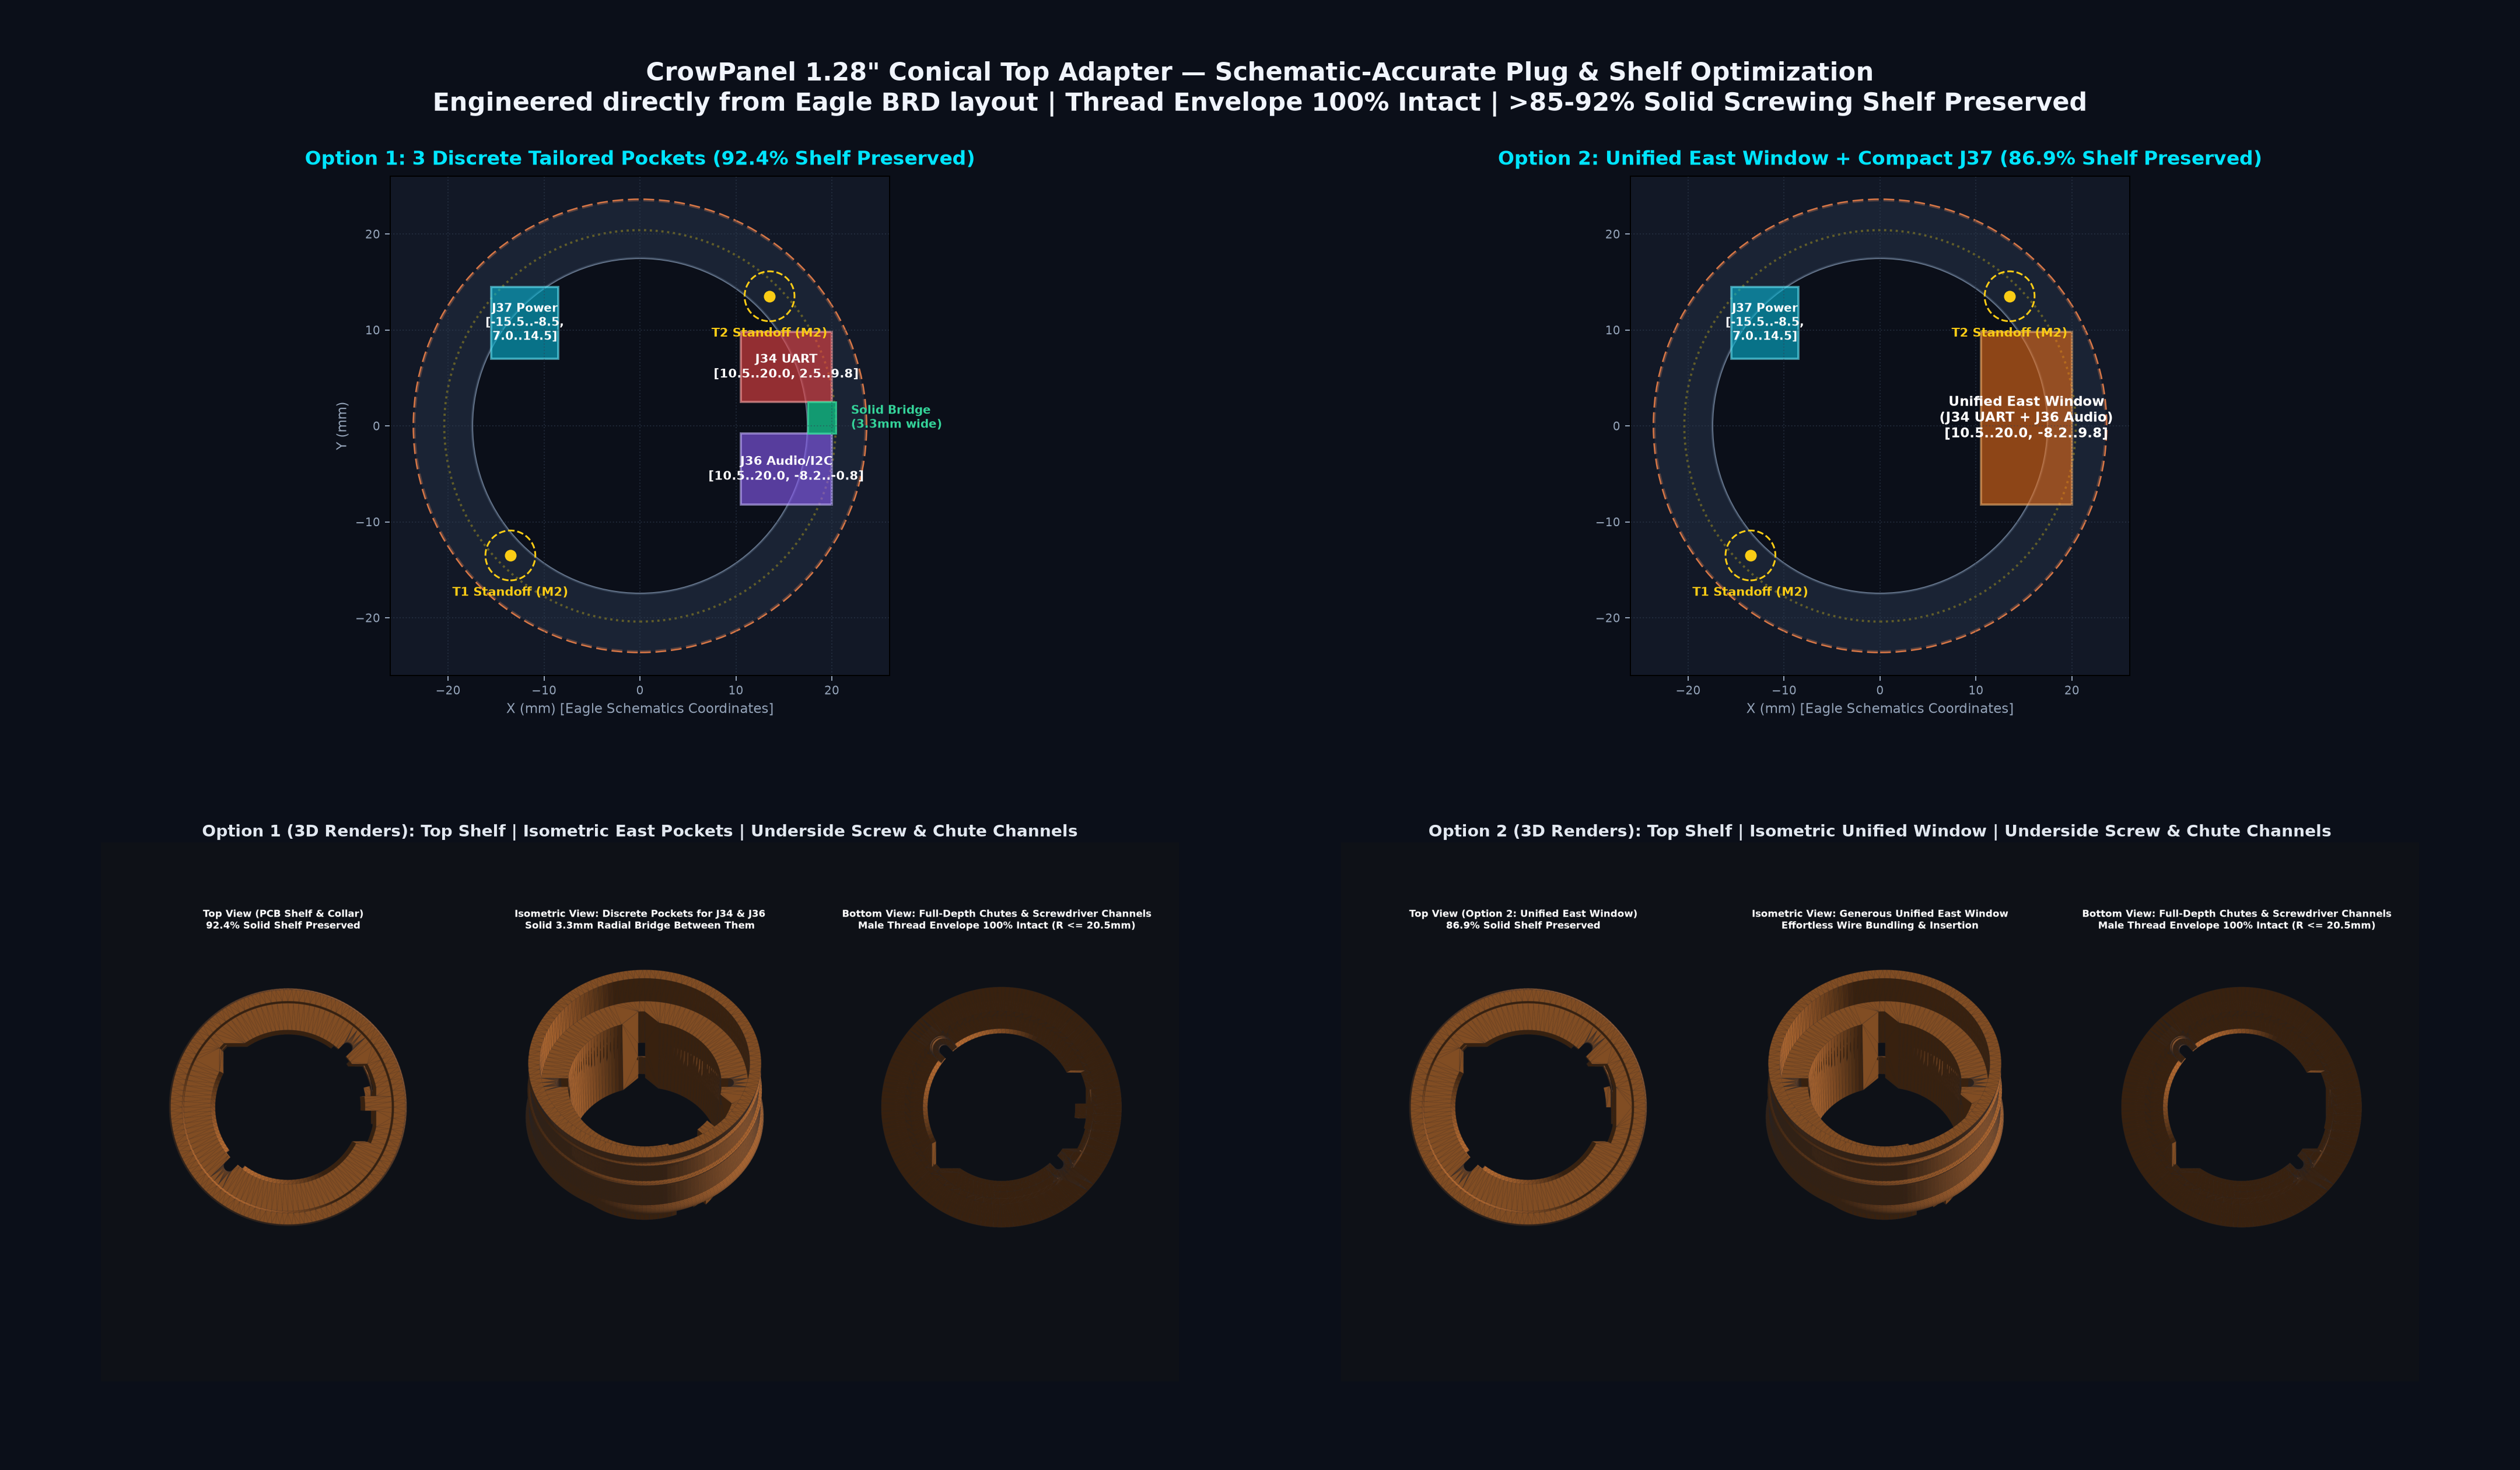 CrowPanel 1.28" Conical Top Adapter — Schematic-Accurate Plug & Shelf Optimization
Engineered directly from Eagle BRD layout | Thread Envelope 100% Intact | >85-92% Solid Screwing Shelf Preserved
Option 1: 3 Discrete Tailored Pockets (92.4% Shelf Preserved)
Y (mm)
20
10
0
−10
−20
J37 Power
[-15.5..-8.5,
7.0..14.5]
T2 Standoff (M2)
J34 UART
[10.5..20.0, 2.5..9.8]
Solid Bridge
(3.3mm wide)
J36 Audio/I2C
[10.5..20.0, -8.2..-0.8]
T1 Standoff (M2)
−20
−10
0
10
20
X (mm) [Eagle Schematics Coordinates]
Option 2: Unified East Window + Compact J37 (86.9% Shelf Preserved)
20
10
0
−10
−20
J37 Power
[-15.5..-8.5,
7.0..14.5]
T2 Standoff (M2)
Unified East Window
(J34 UART + J36 Audio)
[10.5..20.0, -8.2..9.8]
T1 Standoff (M2)
−20
−10
0
10
20
X (mm) [Eagle Schematics Coordinates]
Option 1 (3D Renders): Top Shelf | Isometric East Pockets | Underside Screw & Chute Channels
Top View (PCB Shelf & Collar)
92.4% Solid Shelf Preserved
Isometric View: Discrete Pockets for J34 & J36
Solid 3.3mm Radial Bridge Between Them
Bottom View: Full-Depth Chutes & Screwdriver Channels
Male Thread Envelope 100% Intact (R <= 20.5mm)
Option 2 (3D Renders): Top Shelf | Isometric Unified Window | Underside Screw & Chute Channels
Top View (Option 2: Unified East Window)
86.9% Solid Shelf Preserved
Isometric View: Generous Unified East Window
Effortless Wire Bundling & Insertion
Bottom View: Full-Depth Chutes & Screwdriver Channels
Male Thread Envelope 100% Intact (R <= 20.5mm)